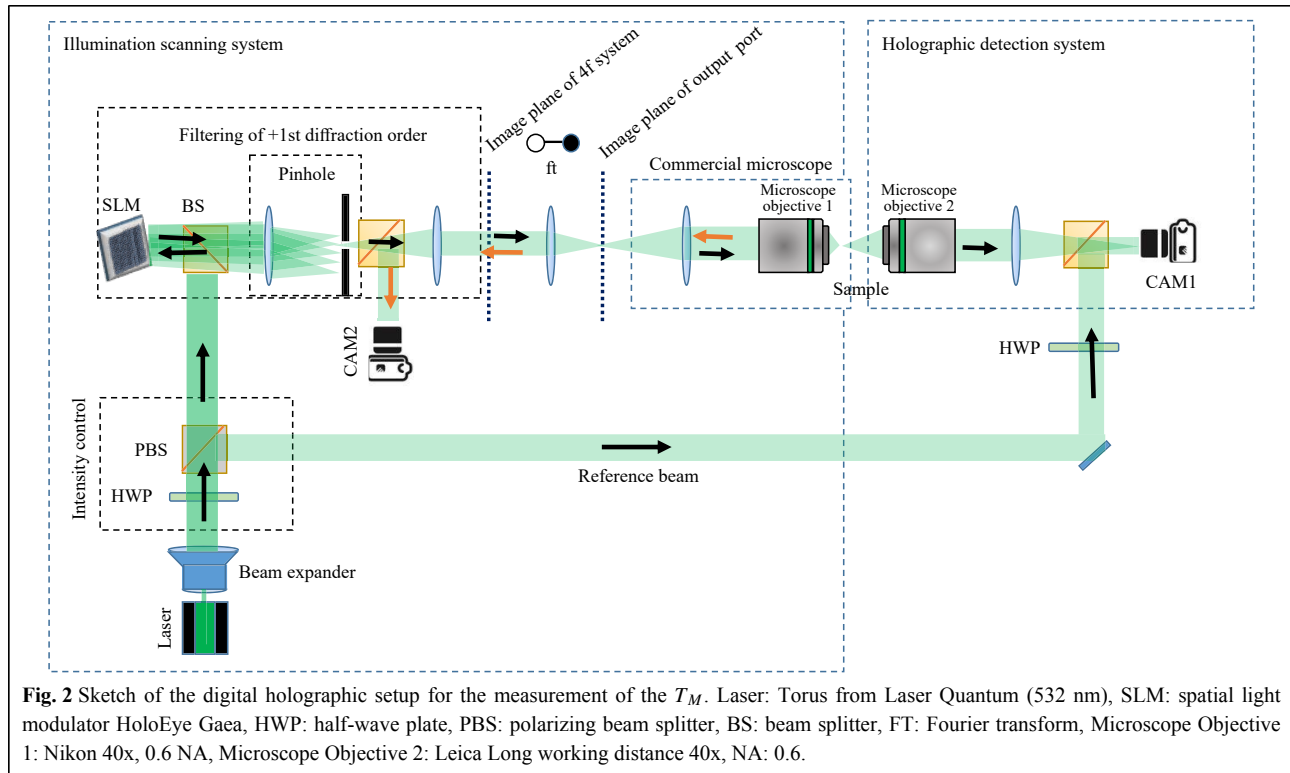 Illumination scanning system
Holographic detection system
Image plane of 4f system
Image plane of output port
Filtering of +1st diffraction order
ft
Commercial microscope
Pinhole
SLM
BS
Microscope
objective 1
Microscope
objective 2
Sample
CAM1
CAM2
HWP
Intensity control
PBS
Reference beam
HWP
Beam expander
Laser
Fig. 2 Sketch of the digital holographic setup for the measurement of the T_M. Laser: Torus from Laser Quantum (532 nm), SLM: spatial light
modulator HoloEye Gaea, HWP: half-wave plate, PBS: polarizing beam splitter, BS: beam splitter, FT: Fourier transform, Microscope Objective
1: Nikon 40x, 0.6 NA, Microscope Objective 2: Leica Long working distance 40x, NA: 0.6.